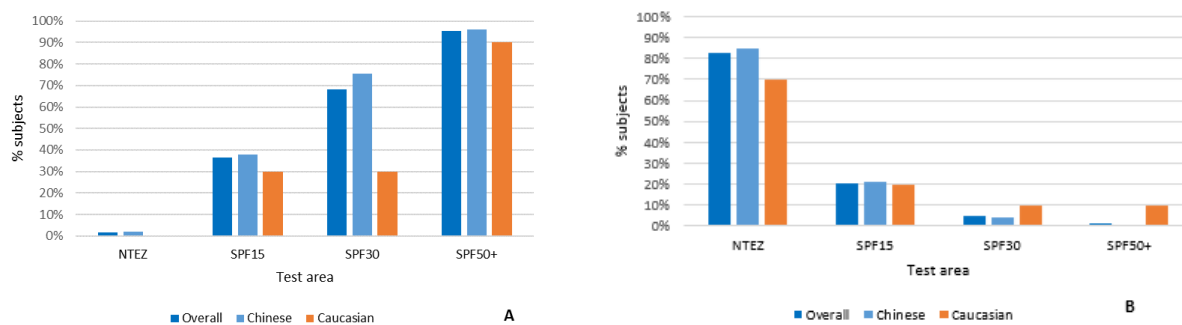 100%
90%
80%
70%
60%
50%
40%
30%
20%
10%
0%
% subjects
NTEZ SPF15 SPF30 SPF50+
Test area
Overall Chinese Caucasian
A
100%
90%
80%
70%
60%
50%
40%
30%
20%
10%
0%
% subjects
NTEZ SPF15 SPF30 SPF50+
Test area
Overall Chinese Caucasian
B